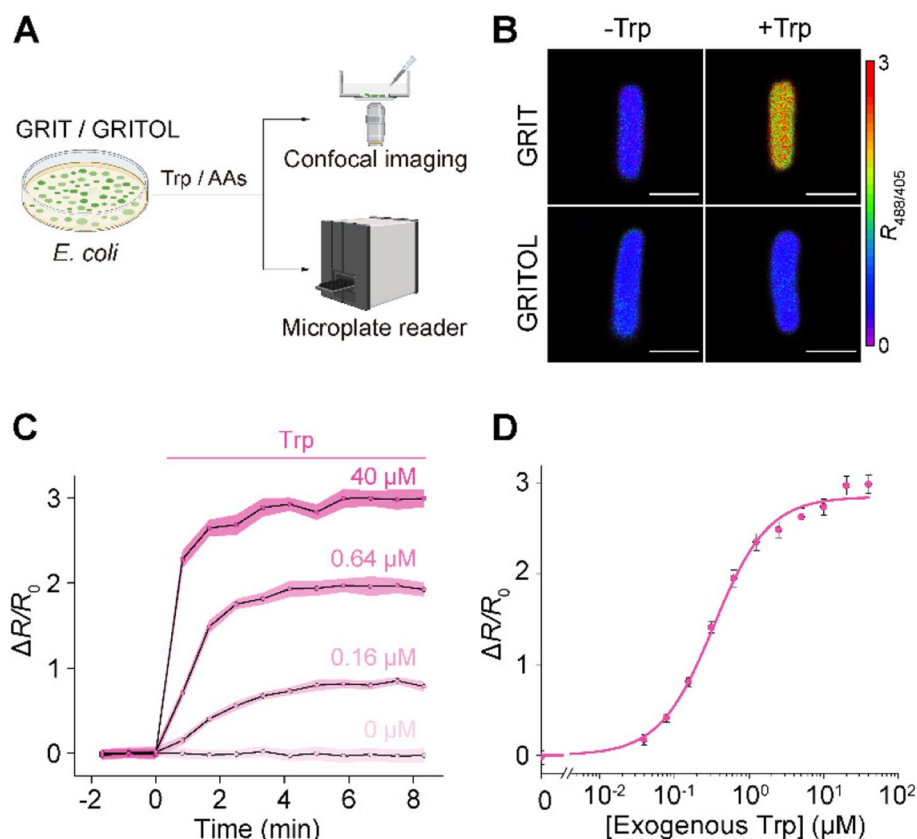 A
GRIT / GRITOL
E. coli
Trp / AAs
Confocal imaging
Microplate reader
B
-Trp
+Trp
GRIT
GRITOL
3
R488/405
0
C
Trp
40 µM
0.64 µM
0.16 µM
0 µM
3
2
1
0
ΔR/R0
-2 0 2 4 6 8
Time (min)
D
3
2
1
0
ΔR/R0
0 10-2 10-1 100 101 102
[Exogenous Trp] (µM)